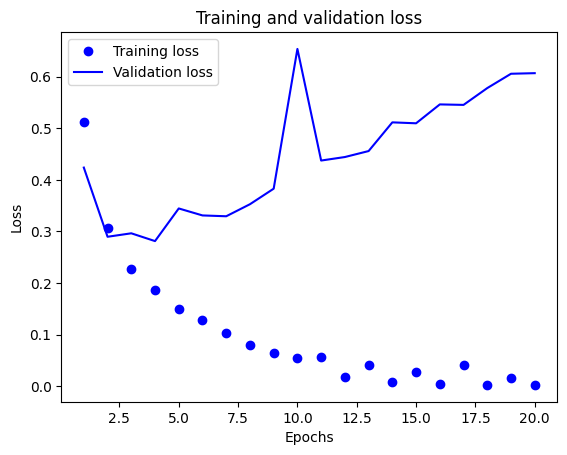 Training and validation loss
Training loss
Validation loss
Loss
0.6
0.5
0.4
0.3
0.2
0.1
0.0
2.5 5.0 7.5 10.0 12.5 15.0 17.5 20.0
Epochs